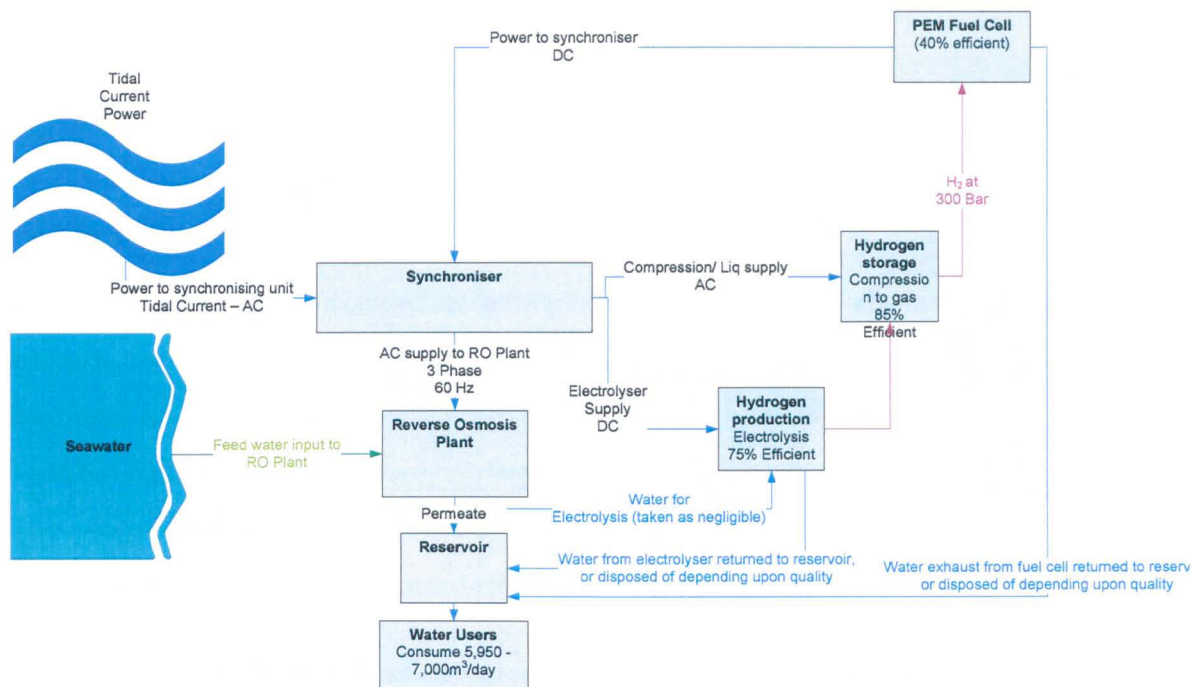 PEM Fuel Cell
(40% efficient)
Power to synchroniser
DC
Tidal
Current
Power
H₂ at
300 Bar
Hydrogen
storage
Compressio
n to gas
85%
Efficient
Synchroniser
Compression/ Liq supply
AC
Power to synchronising unit
Tidal Current – AC
AC supply to RO Plant
3 Phase
60 Hz
Electrolyser
Supply
DC
Hydrogen
production
Electrolysis
75% Efficient
Reverse Osmosis
Plant
Seawater
Feed water input to
RO Plant
Water for
Electrolysis (taken as negligible)
Permeate
Reservoir
Water from electrolyser returned to reservoir,
or disposed of depending upon quality
Water exhaust from fuel cell returned to reserv
or disposed of depending upon quality
Water Users
Consume 5,950 -
7,000m³/day